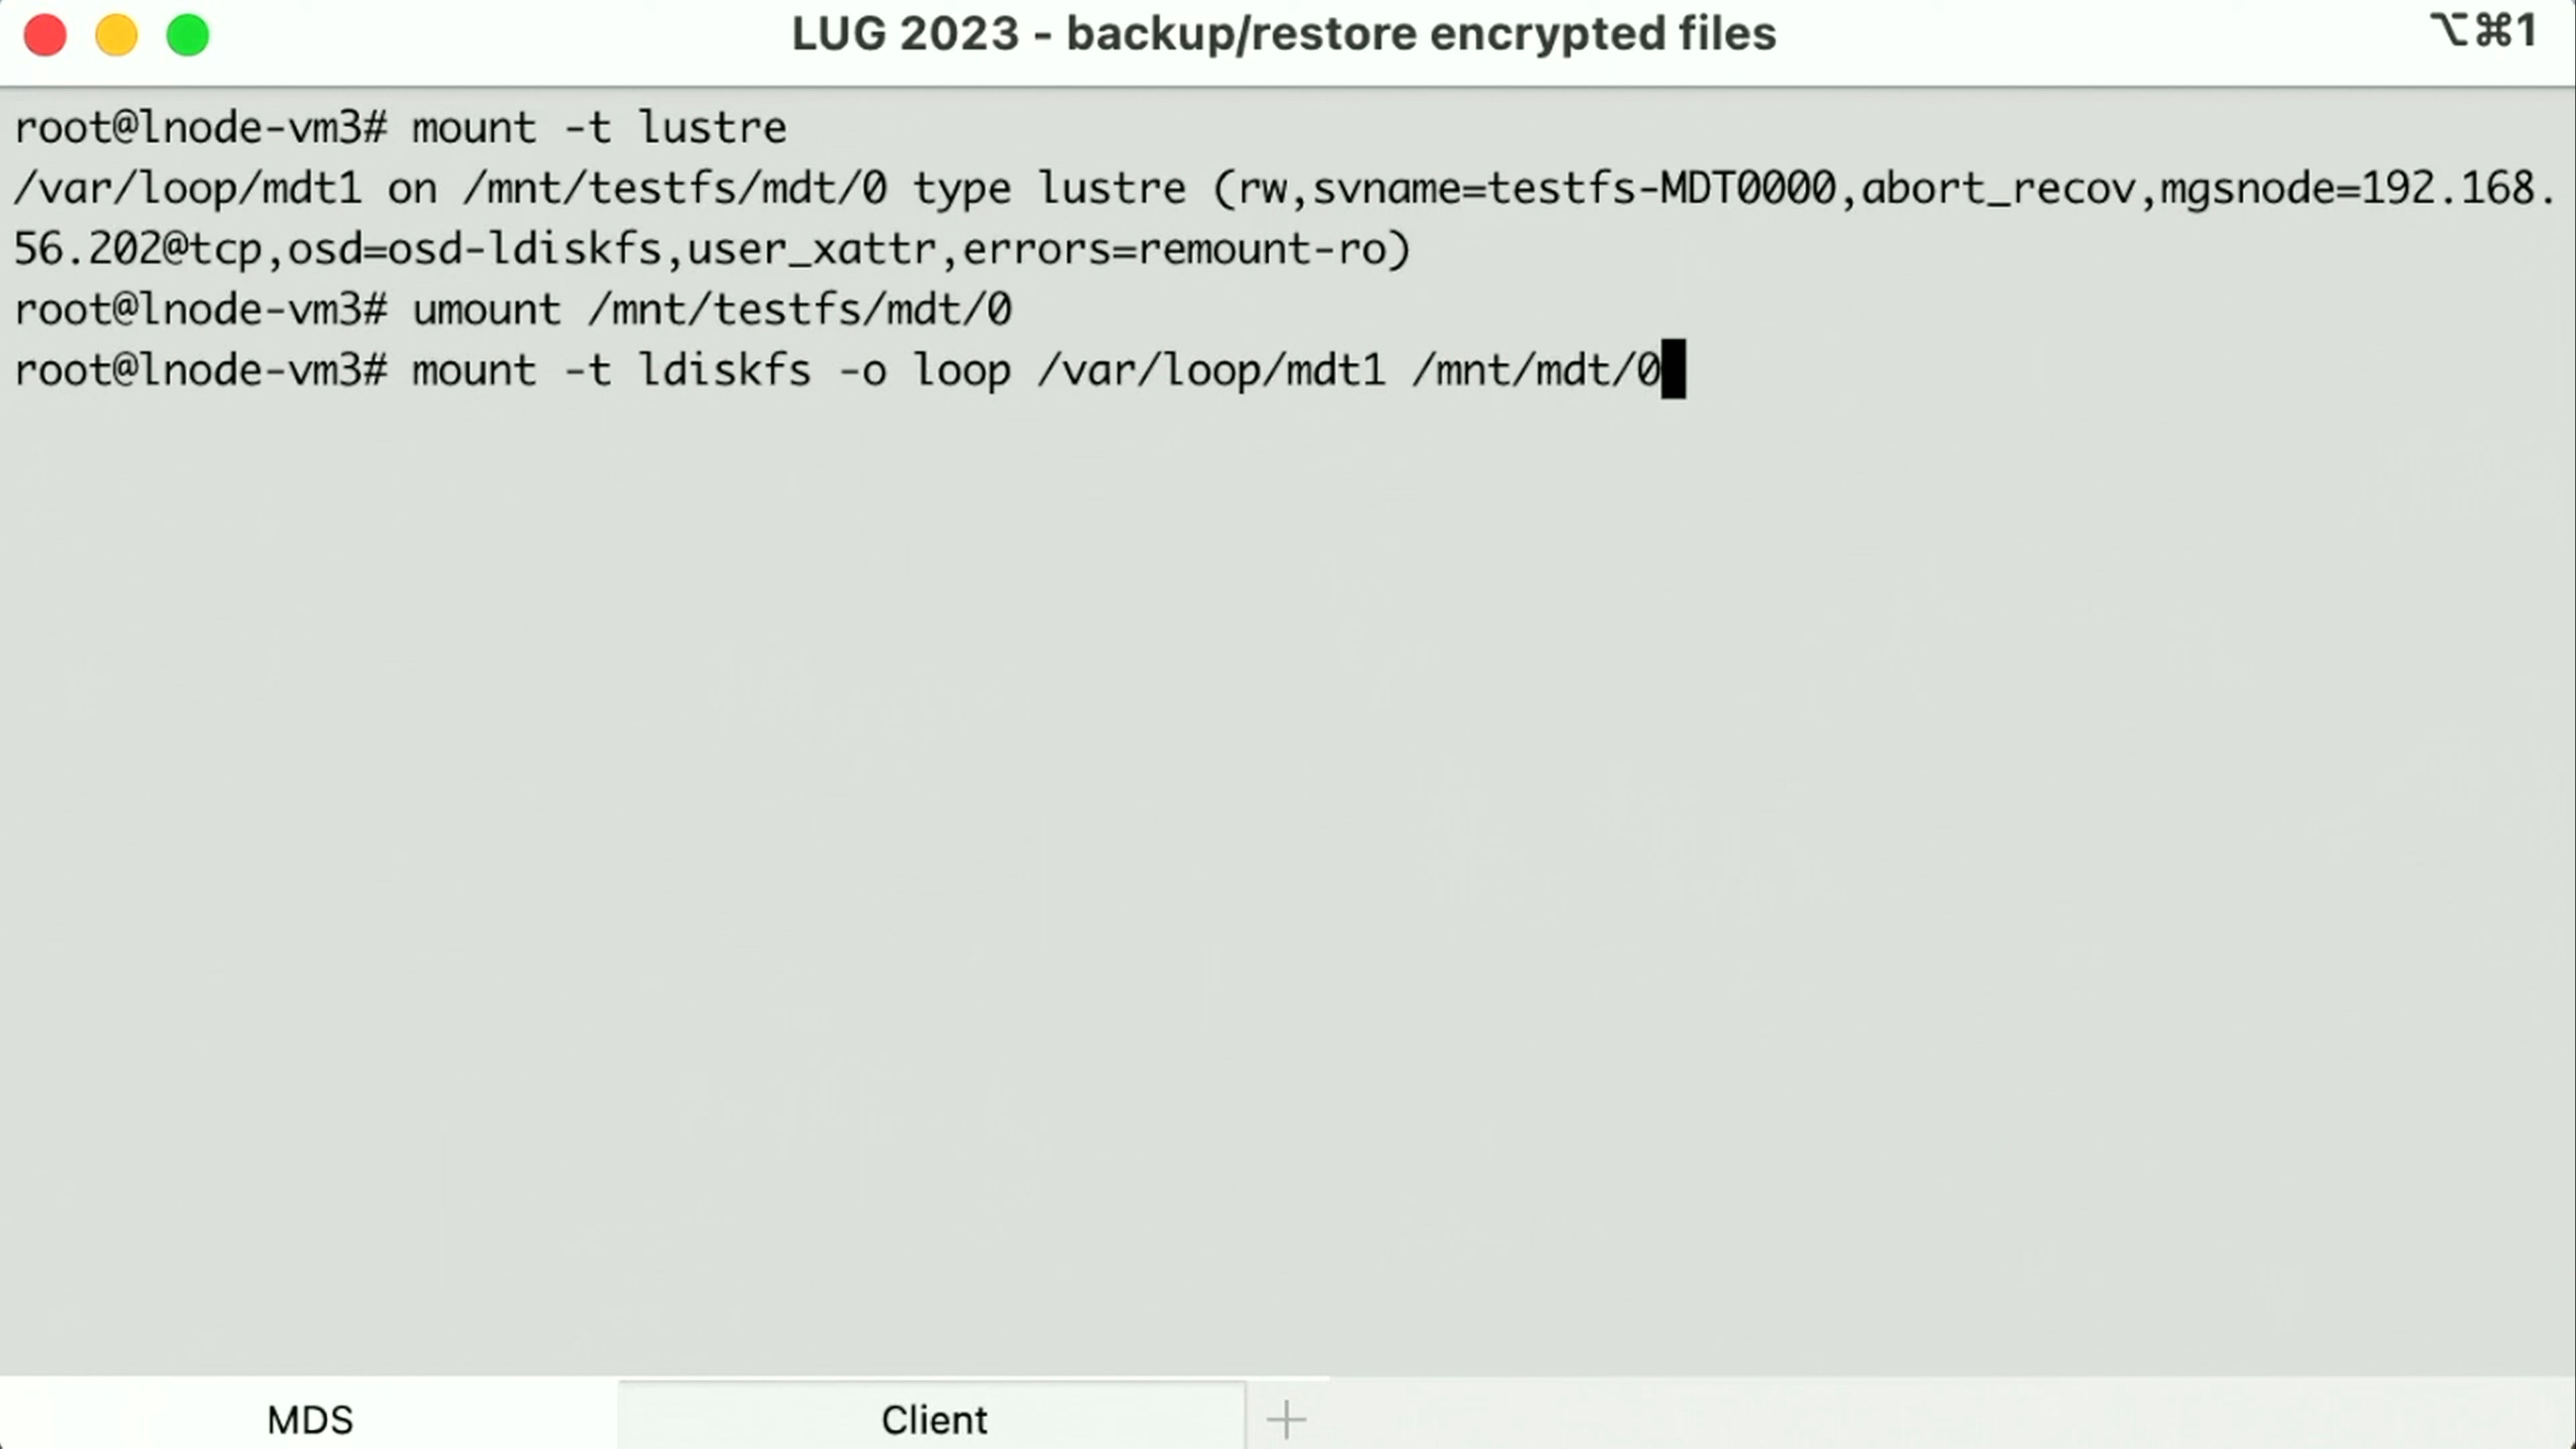 LUG 2023 - backup/restore encrypted files
⌥⌘1
root@lnode-vm3# mount -t lustre
/var/loop/mdt1 on /mnt/testfs/mdt/0 type lustre (rw,svname=testfs-MDT0000,abort_recov,mgsnode=192.168.
56.202@tcp,osd=osd-ldiskfs,user_xattr,errors=remount-ro)
root@lnode-vm3# umount /mnt/testfs/mdt/0
root@lnode-vm3# mount -t ldiskfs -o loop /var/loop/mdt1 /mnt/mdt/0
MDS
Client